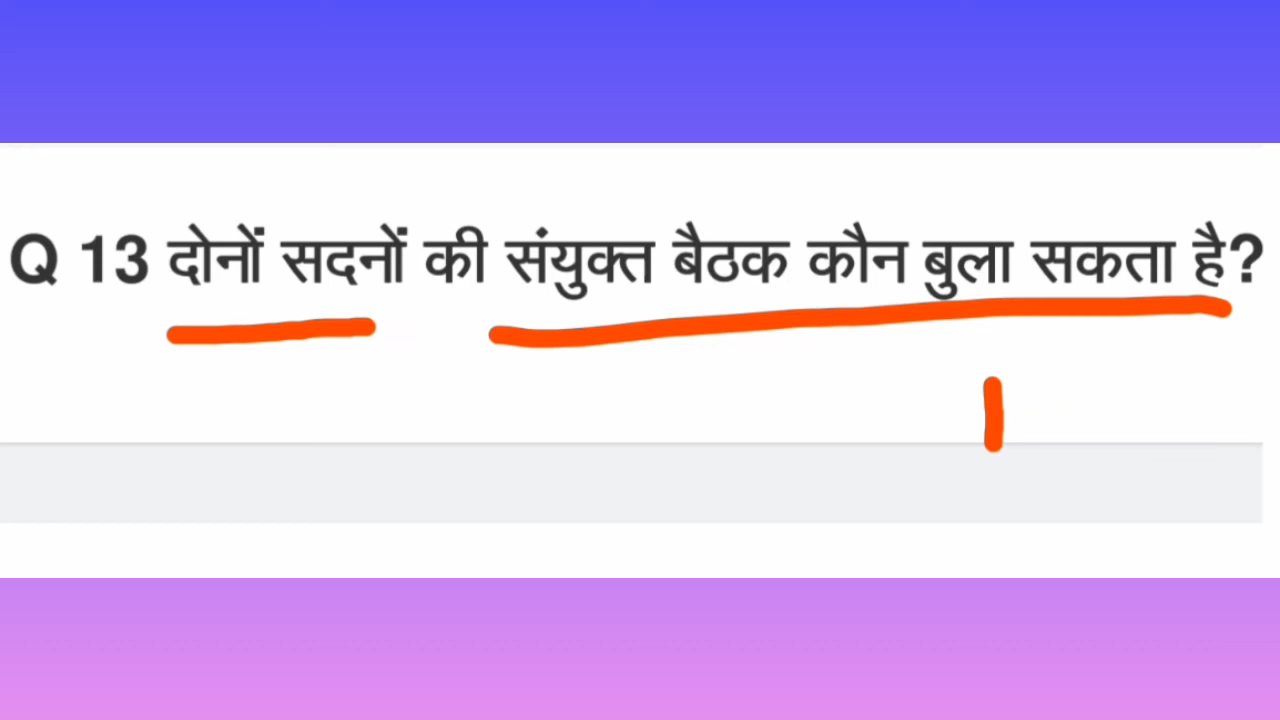 Q 13 दोनों सदनों की संयुक्त बैठक कौन बुला सकता है?